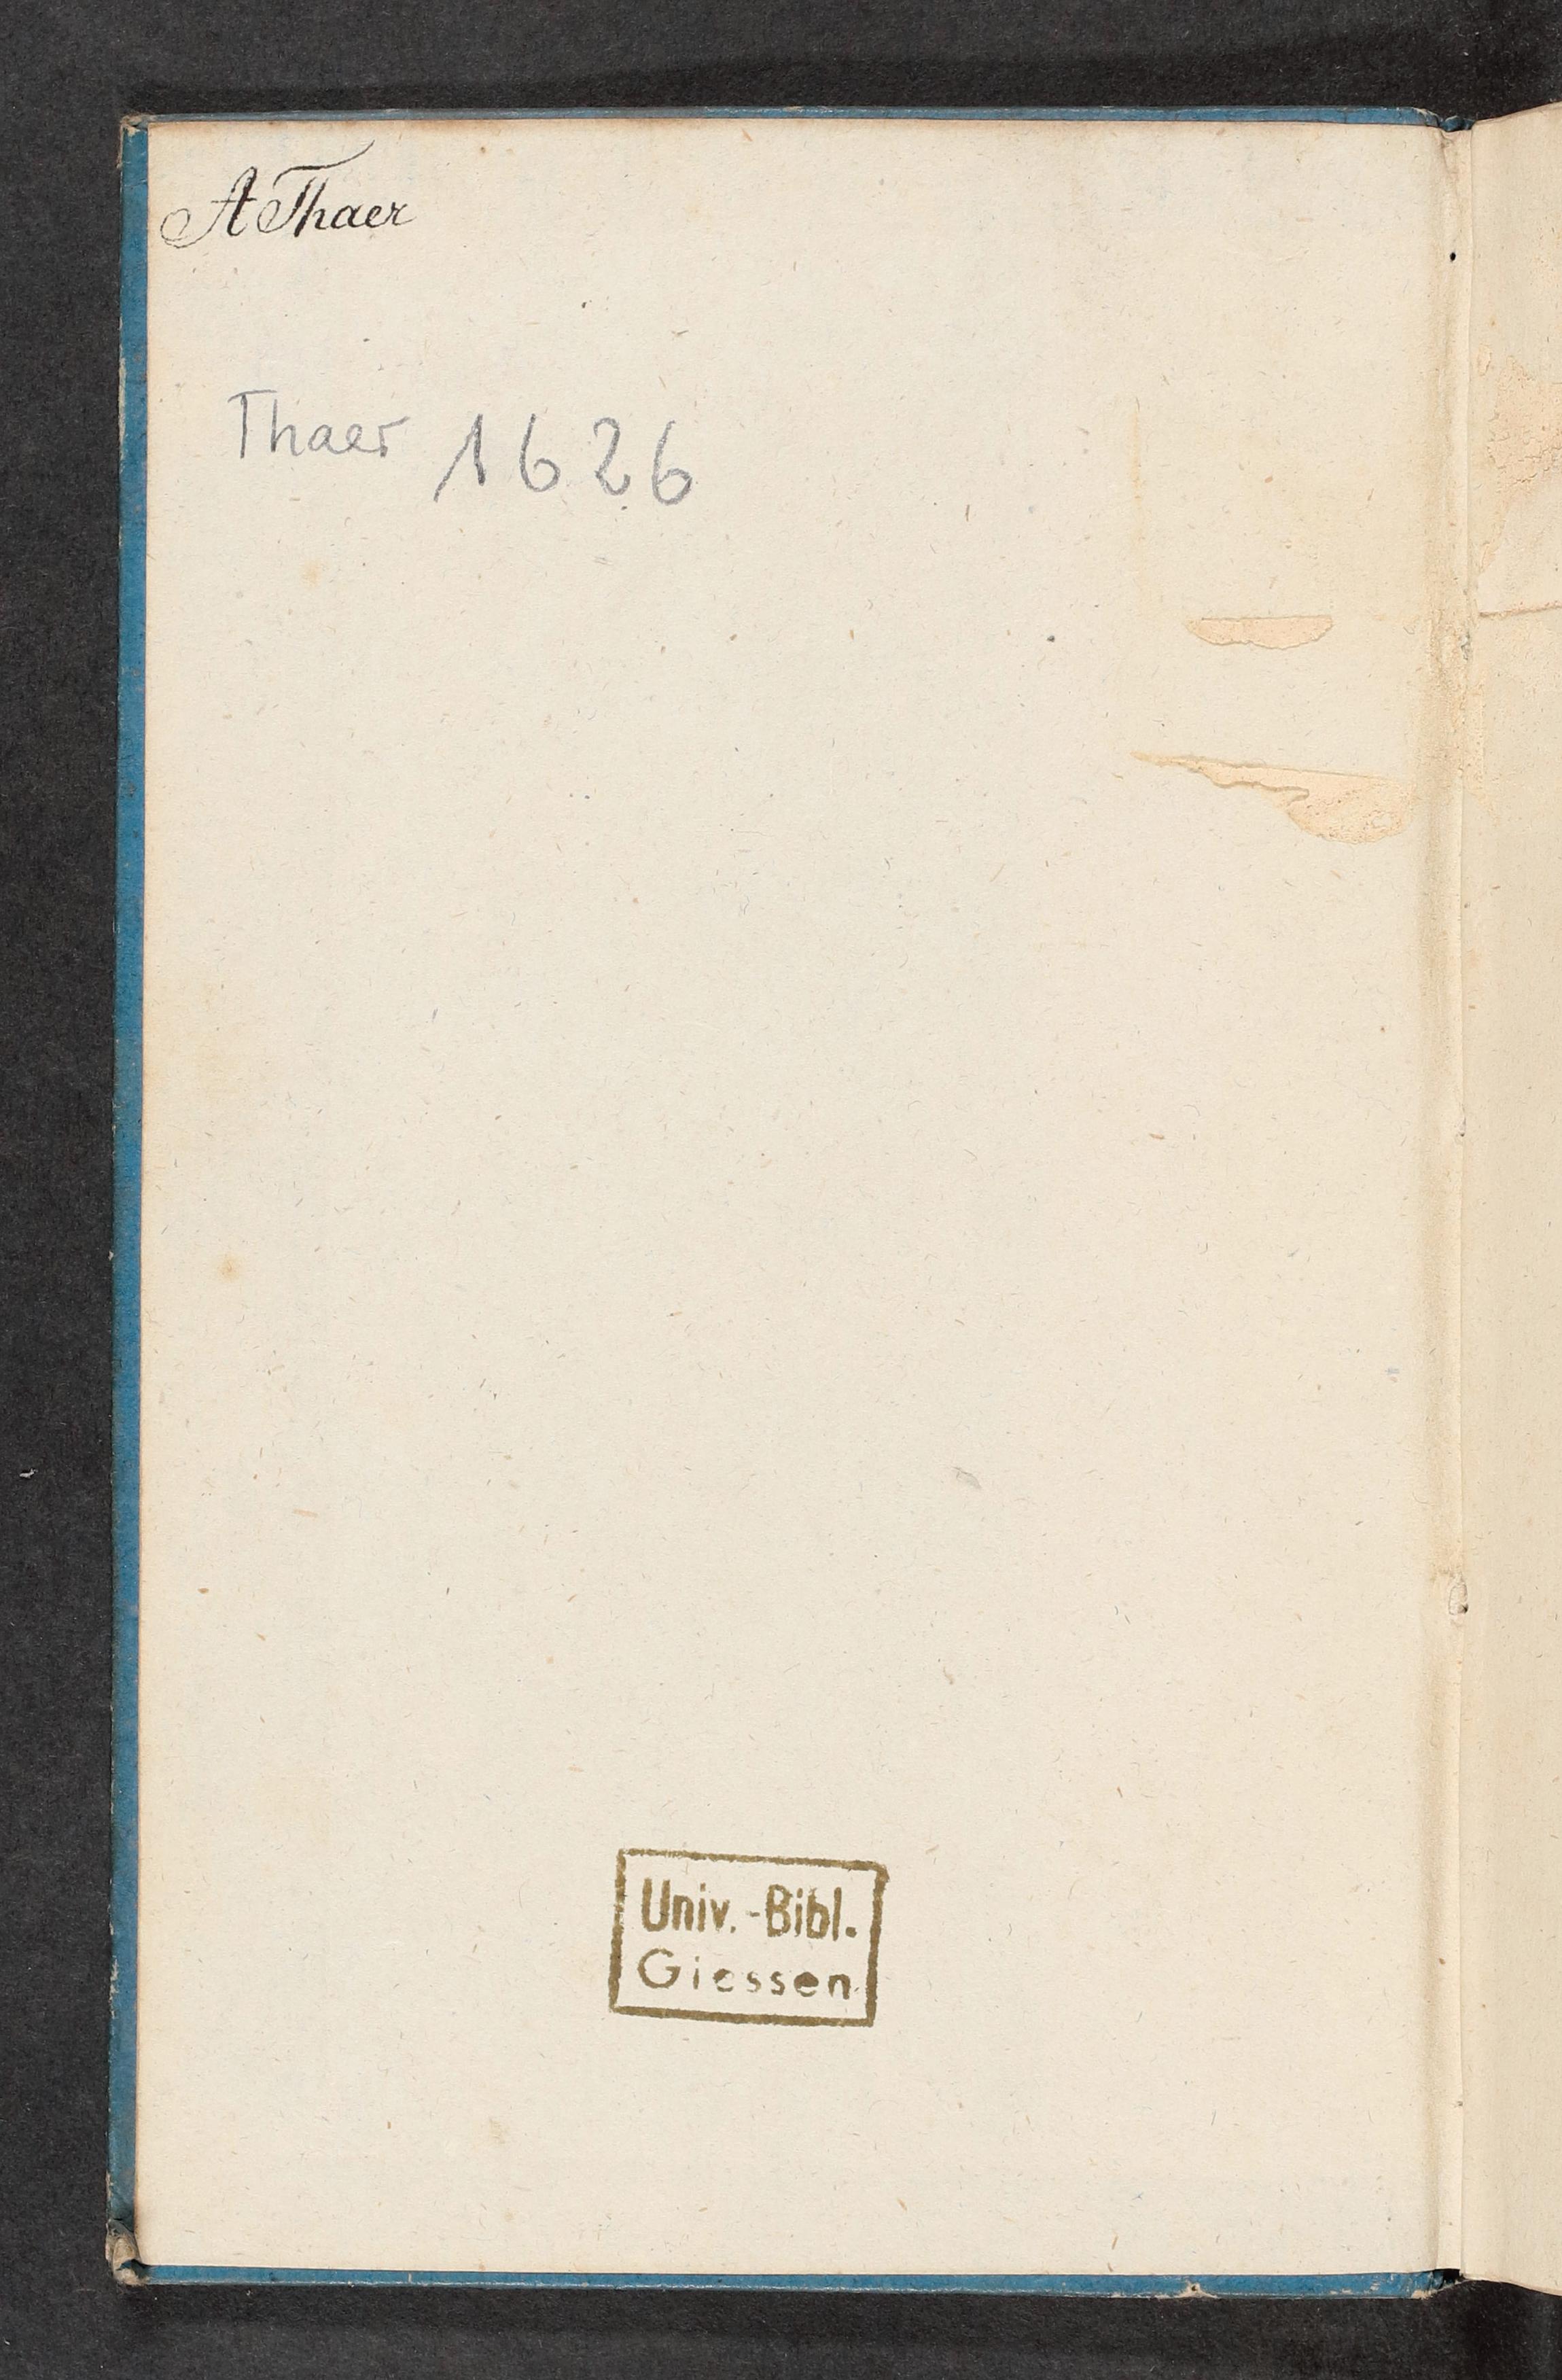 A Thaer
Thaer 1626
Univ.-Bibl.
Giessen